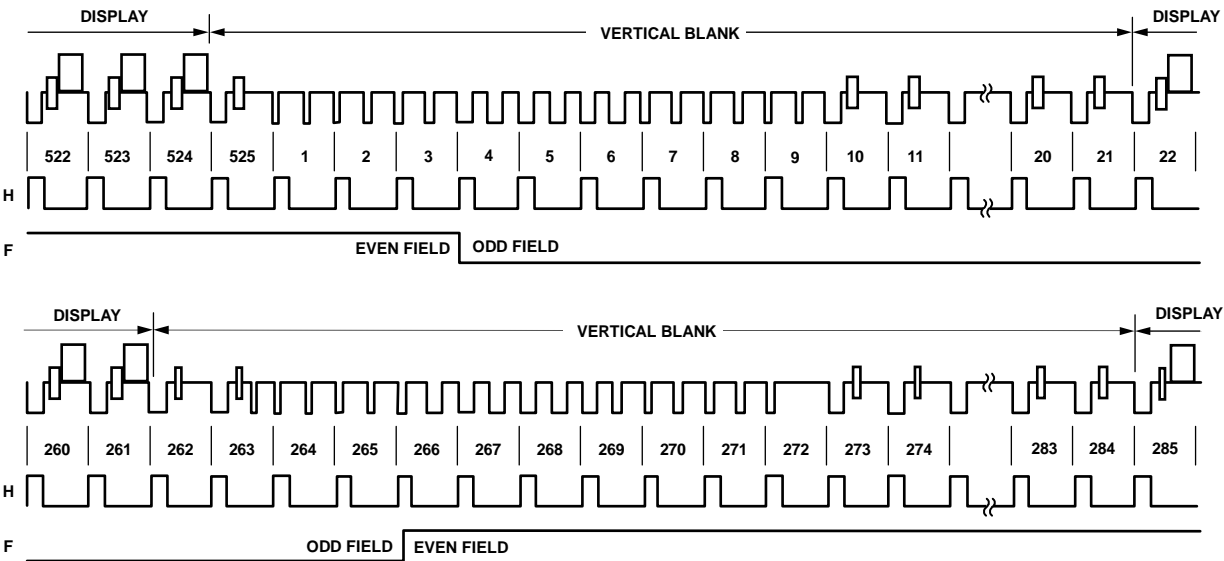 DISPLAY VERTICAL BLANK DISPLAY
522 523 524 525 1 2 3 4 5 6 7 8 9 10 11 20 21 22
H
F EVEN FIELD ODD FIELD
DISPLAY VERTICAL BLANK DISPLAY
260 261 262 263 264 265 266 267 268 269 270 271 272 273 274 283 284 285
H
F ODD FIELD EVEN FIELD